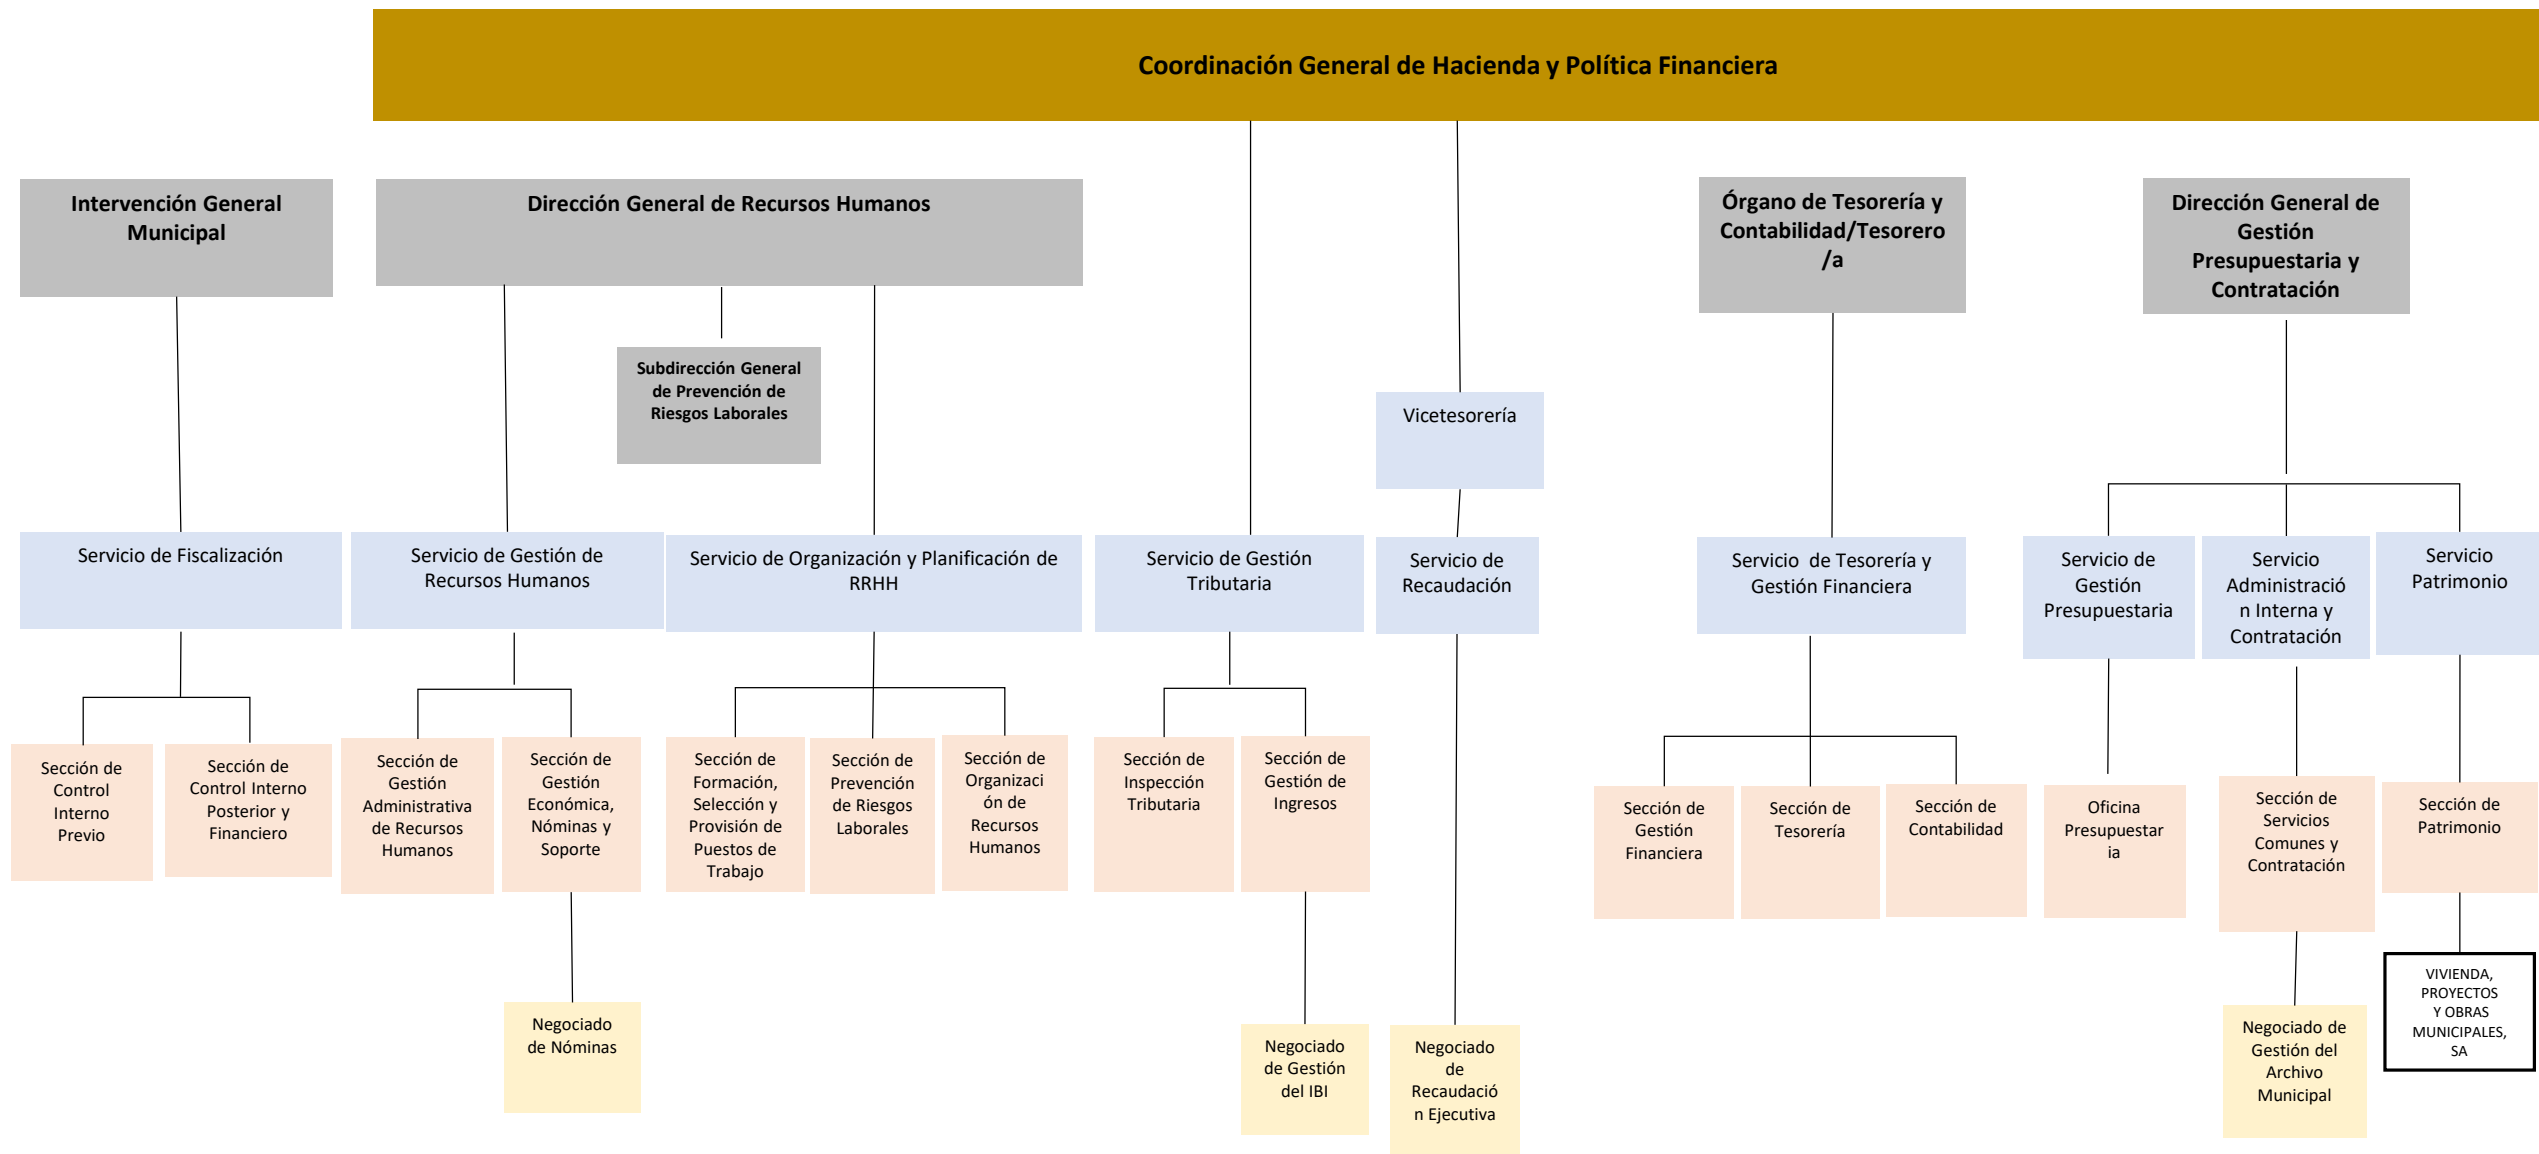 Coordinación General de Hacienda y Política Financiera
Intervención General
Municipal
Dirección General de Recursos Humanos
Órgano de Tesorería y
Contabilidad/Tesorero
/a
Dirección General de
Gestión
Presupuestaria y
Contratación
Subdirección General
de Prevención de
Riesgos Laborales
Vicetesorería
Servicio de Fiscalización
Servicio de Gestión de
Recursos Humanos
Servicio de Organización y Planificación de
RRHH
Servicio de Gestión
Tributaria
Servicio de
Recaudación
Servicio  de Tesorería y
Gestión Financiera
Servicio de
Gestión
Presupuestaria
Servicio
Administració
n Interna y
Contratación
Servicio
Patrimonio
Sección de
Control
Interno
Previo
Sección de
Control Interno
Posterior y
Financiero
Sección de
Gestión
Administrativa
de Recursos
Humanos
Sección de
Gestión
Económica,
Nóminas y
Soporte
Sección de
Formación,
Selección y
Provisión de
Puestos de
Trabajo
Sección de
Prevención
de Riesgos
Laborales
Sección de
Organizaci
ón de
Recursos
Humanos
Sección de
Inspección
Tributaria
Sección de
Gestión de
Ingresos
Sección de
Gestión
Financiera
Sección de
Tesorería
Sección de
Contabilidad
Oficina
Presupuestar
ia
Sección de
Servicios
Comunes y
Contratación
Sección de
Patrimonio
Negociado
de Nóminas
Negociado
de Gestión
del IBI
Negociado
de
Recaudació
n Ejecutiva
Negociado de
Gestión del
Archivo
Municipal
VIVIENDA,
PROYECTOS
Y OBRAS
MUNICIPALES,
SA